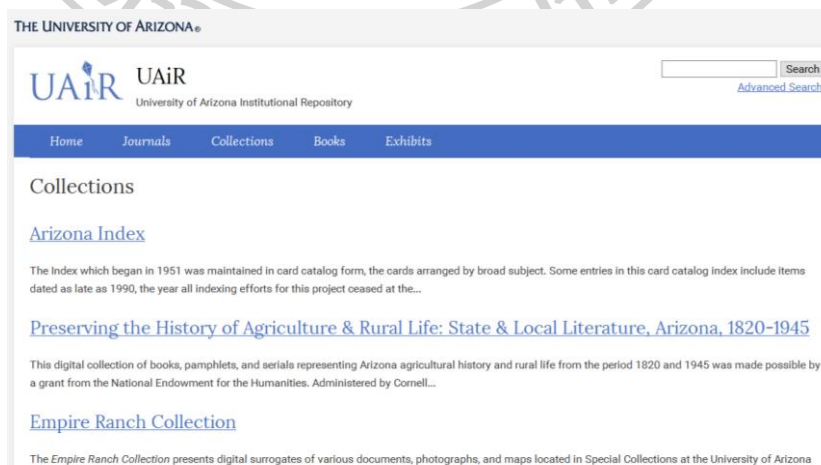 THE UNIVERSITY OF ARIZONA®
UAiR
UAiR
University of Arizona Institutional Repository
Search
Advanced Search
Home Journals Collections Books Exhibits
Collections
Arizona Index
The Index which began in 1951 was maintained in card catalog form, the cards arranged by broad subject. Some entries in this card catalog index include items
dated as late as 1990, the year all indexing efforts for this project ceased at the...
Preserving the History of Agriculture & Rural Life: State & Local Literature, Arizona, 1820-1945
This digital collection of books, pamphlets, and serials representing Arizona agricultural history and rural life from the period 1820 and 1945 was made possible by
a grant from the National Endowment for the Humanities. Administered by Cornell...
Empire Ranch Collection
The Empire Ranch Collection presents digital surrogates of various documents, photographs, and maps located in Special Collections at the University of Arizona